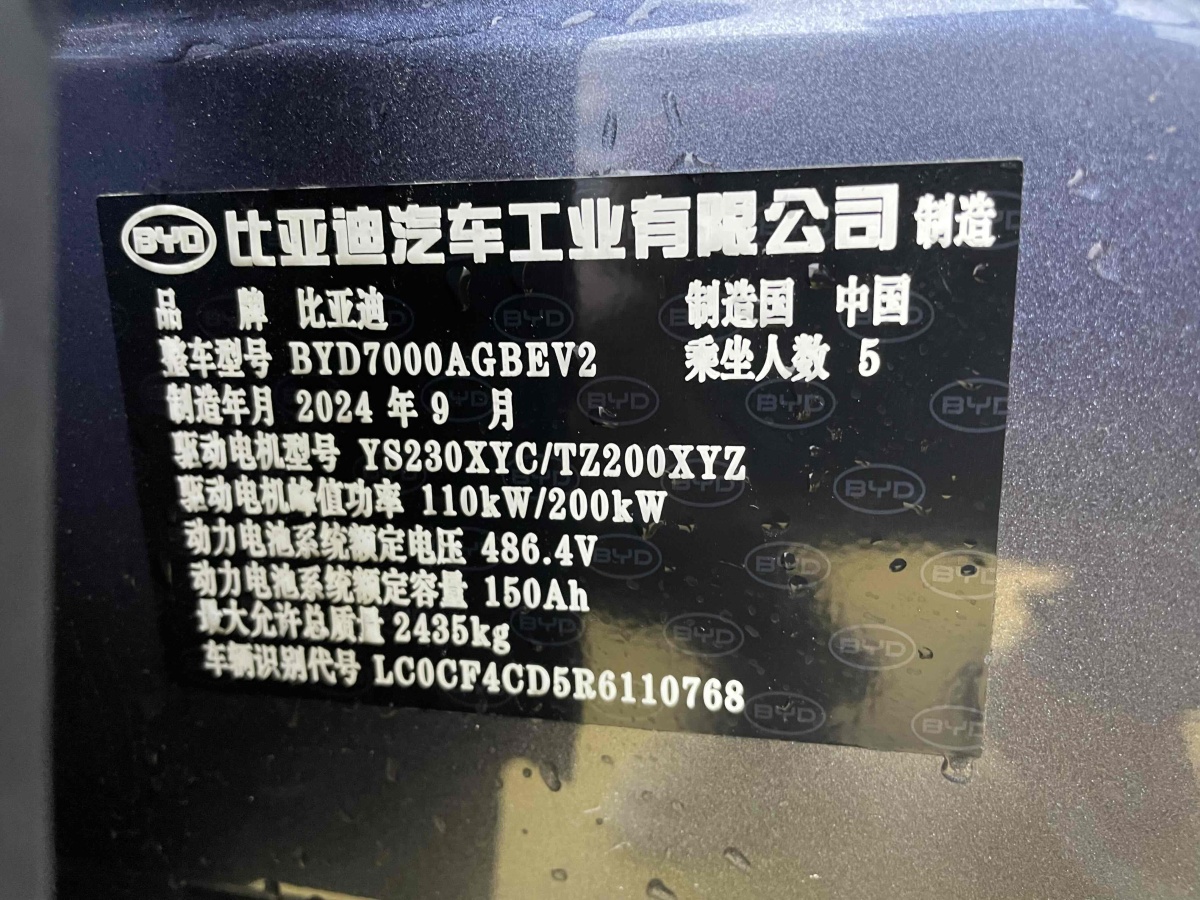 BYD 比亚迪汽车工业有限公司 制造
品 牌 比亚迪 制造国 中国
整车型号 BYD7000AGBEV2 乘坐人数 5
制造年月 2024 年 9 月
驱动电机型号 YS230XYC/TZ200XYZ
驱动电机峰值功率 110kW/200kW
动力电池系统额定电压 486.4V
动力电池系统额定容量 150Ah
最大允许总质量 2435kg
车辆识别代号 LC0CF4CD5R6110768